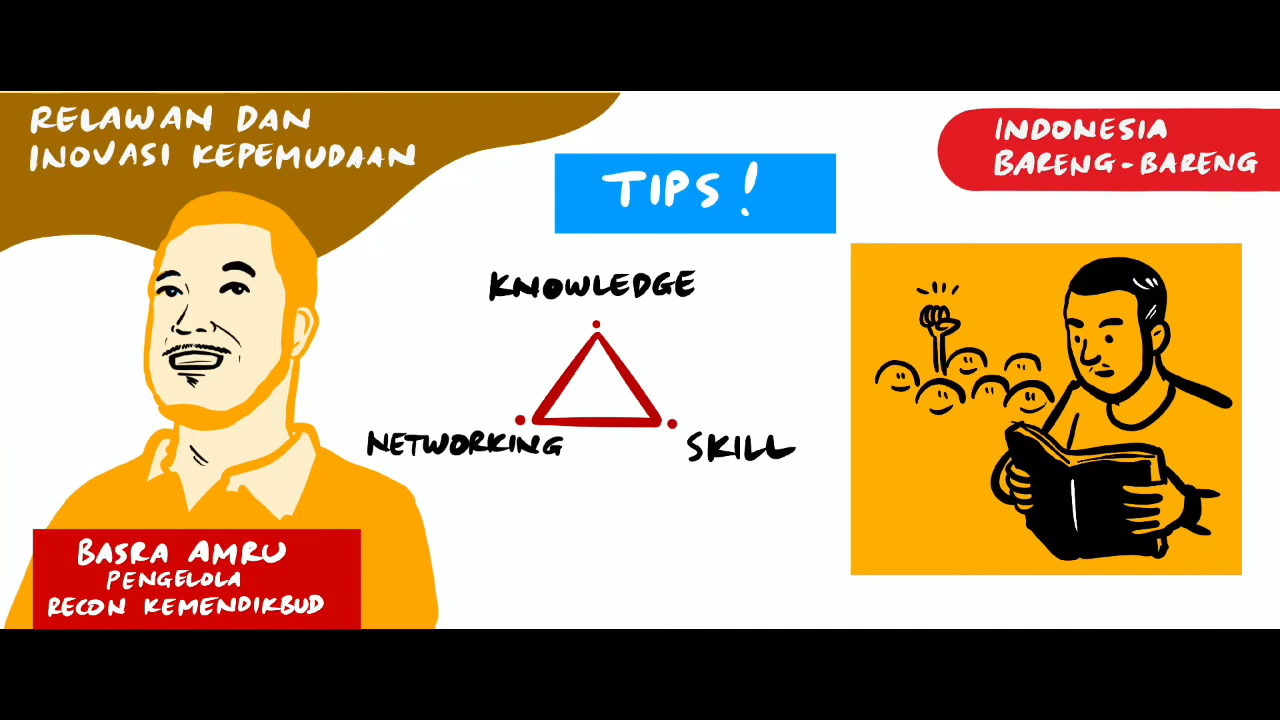 RELAWAN DAN
INOVASI KEPEMUDAAN
INDONESIA
BARENG-BARENG
TIPS!
KNOWLEDGE
NETWORKING
SKILL
BASRA AMRU
PENGELOLA
RECON KEMENDIKBUD